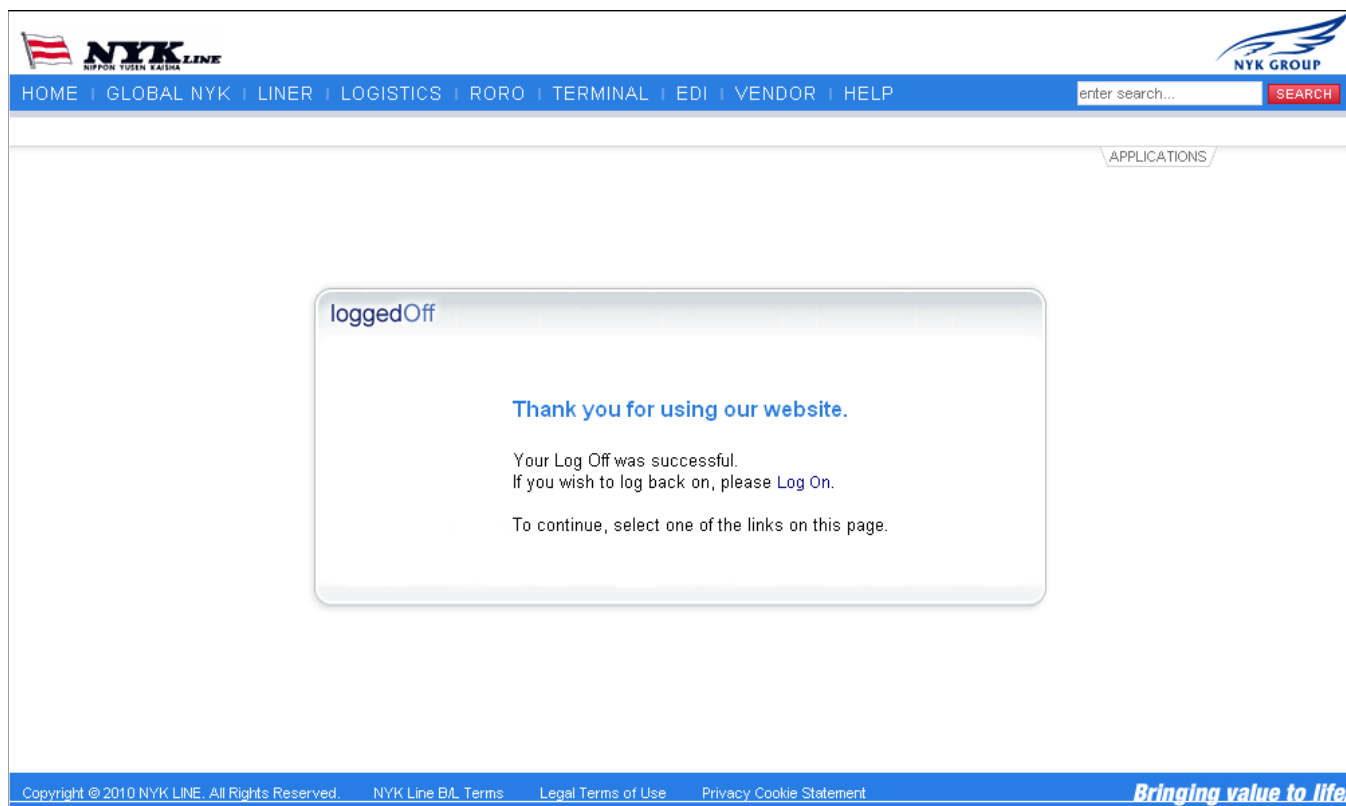 NYK LINE
NIPPON YUSEN KAISHA
NYK GROUP
HOME | GLOBAL NYK | LINER | LOGISTICS | RORO | TERMINAL | EDI | VENDOR | HELP
enter search...
SEARCH
APPLICATIONS
loggedOff
Thank you for using our website.
Your Log Off was successful.
If you wish to log back on, please Log On.
To continue, select one of the links on this page.
Copyright © 2010 NYK LINE. All Rights Reserved. NYK Line B/L Terms Legal Terms of Use Privacy Cookie Statement
Bringing value to life